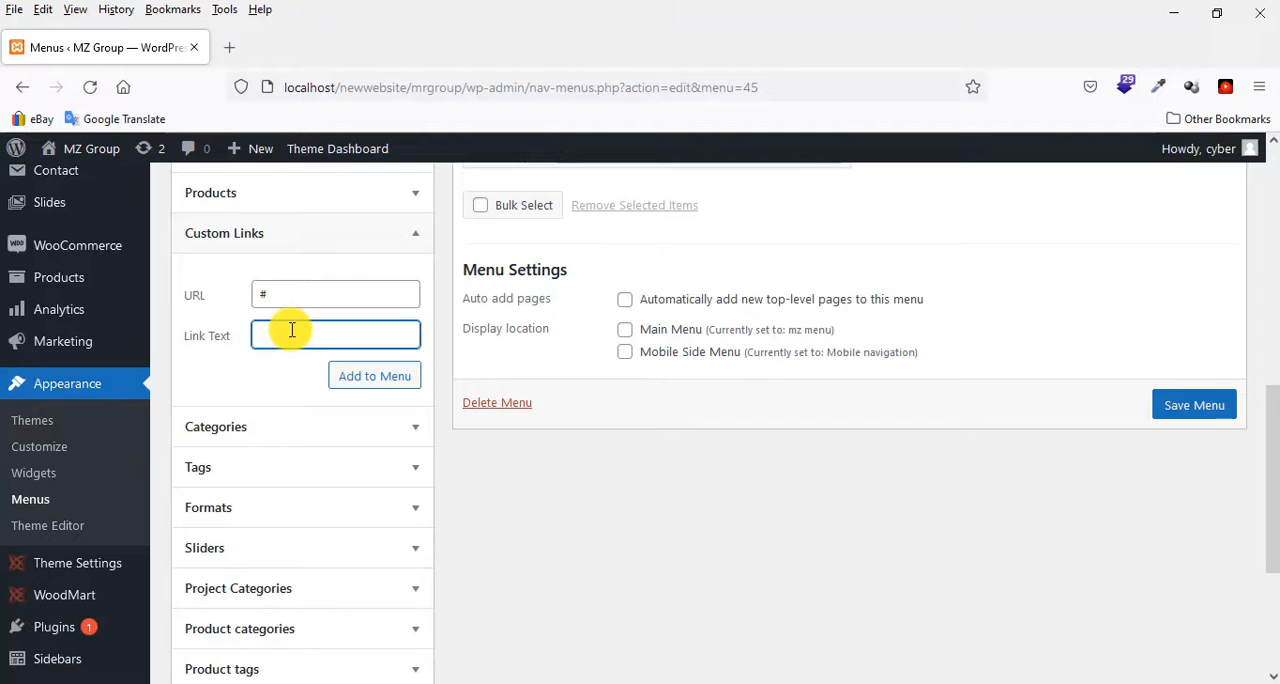 File Edit View History Bookmarks Tools Help
Menus ‹ MZ Group — WordPre
localhost/newwebsite/mrgroup/wp-admin/nav-menus.php?action=edit&menu=45
29
eBay Google Translate Other Bookmarks
MZ Group 2 0 New Theme Dashboard Howdy, cyber
Contact
Slides
WooCommerce
Products
Analytics
Marketing
Appearance
Themes
Customize
Widgets
Menus
Theme Editor
Theme Settings
WoodMart
Plugins 1
Sidebars
Products
Custom Links
URL #
Link Text
Add to Menu
Categories
Tags
Formats
Sliders
Project Categories
Product categories
Product tags
Bulk Select Remove Selected Items
Menu Settings
Auto add pages Automatically add new top-level pages to this menu
Display location Main Menu (Currently set to: mz menu)
Mobile Side Menu (Currently set to: Mobile navigation)
Delete Menu Save Menu